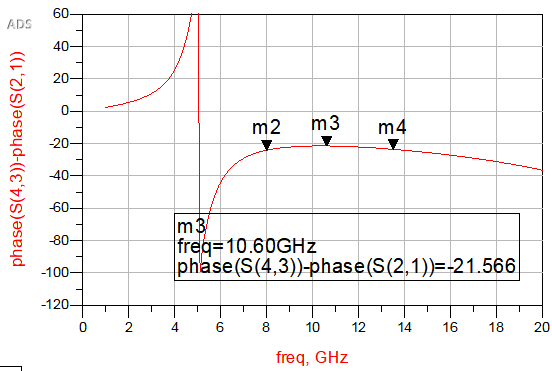 ADS
phase(S(4,3))-phase(S(2,1))
60
40
20
0
-20
-40
-60
-80
-100
-120
m2
m3
m4
m3
freq=10.60GHz
phase(S(4,3))-phase(S(2,1))=-21.566
0 2 4 6 8 10 12 14 16 18 20
freq, GHz